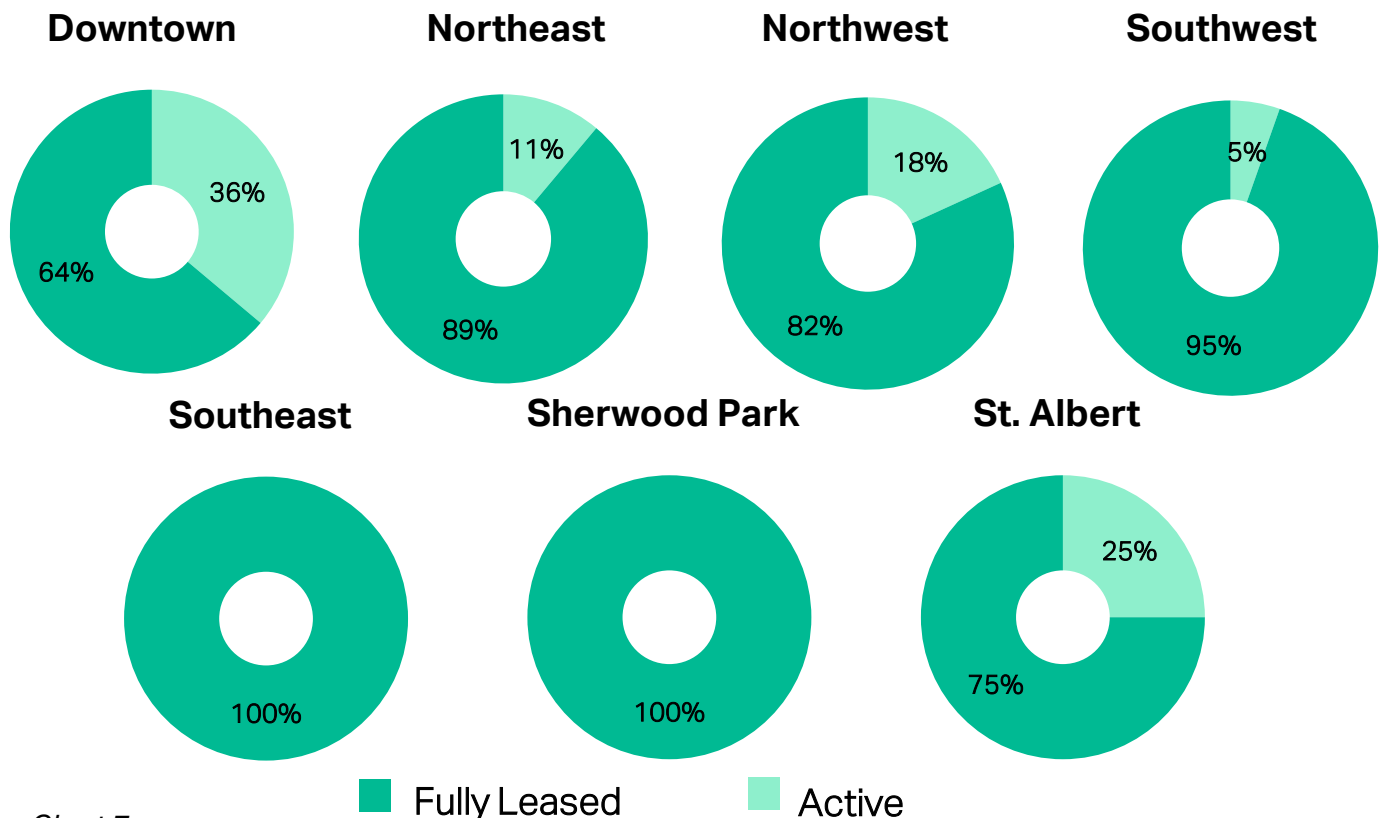 Downtown
Northeast
Northwest
Southwest
36%
64%
11%
89%
18%
82%
5%
95%
Southeast
Sherwood Park
St. Albert
100%
100%
25%
75%
Fully Leased
Active